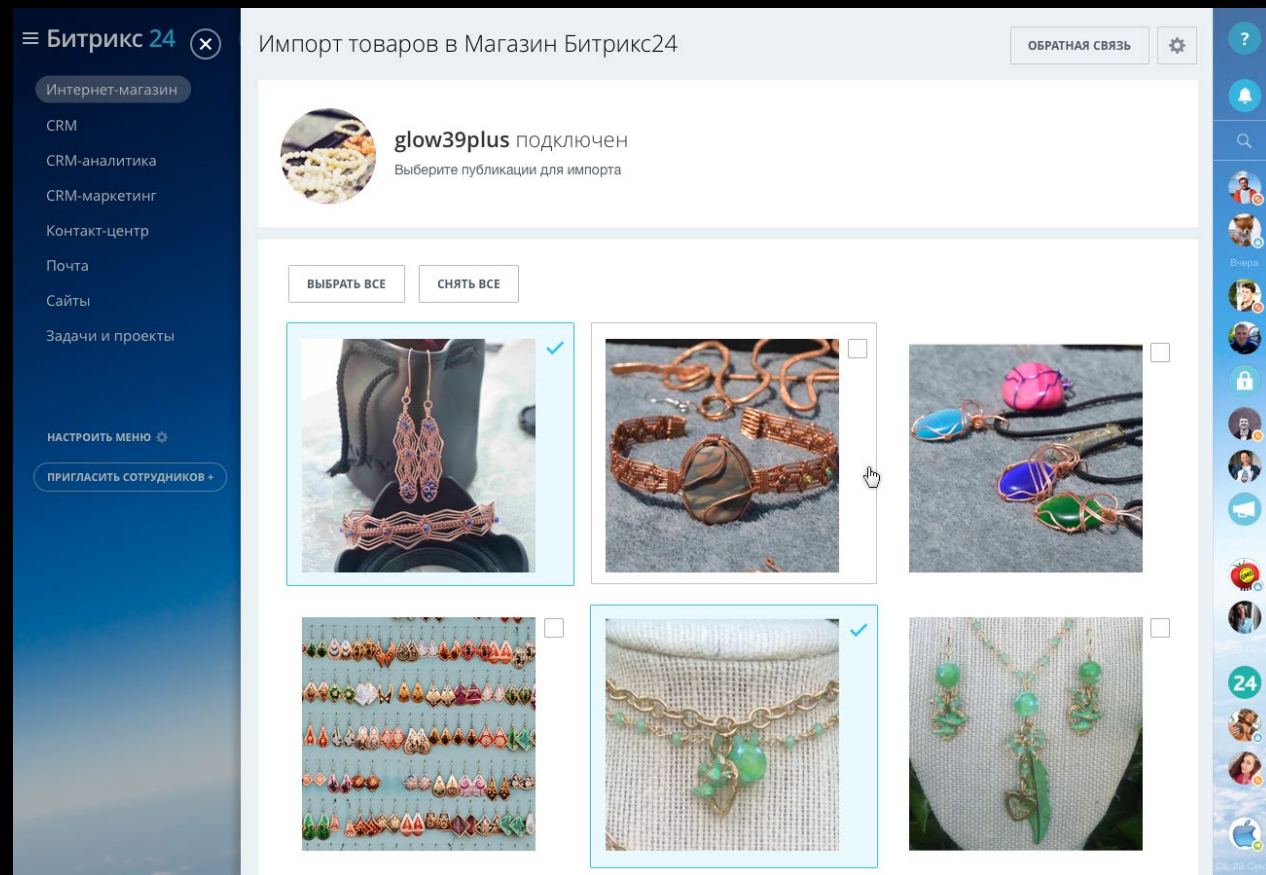 Битрикс 24
Интернет-магазин
CRM
CRM-аналитика
CRM-маркетинг
Контакт-центр
Почта
Сайты
Задачи и проекты
НАСТРОИТЬ МЕНЮ
ПРИГЛАСИТЬ СОТРУДНИКОВ +
Импорт товаров в Магазин Битрикс24
ОБРАТНАЯ СВЯЗЬ
glow39plus подключен
Выберите публикации для импорта
ВЫБРАТЬ ВСЕ
СНЯТЬ ВСЕ
?
Вчера
24